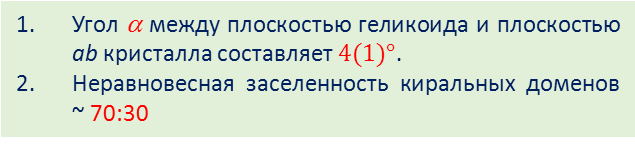 1. Угол α между плоскостью геликоида и плоскостью
ab кристалла составляет 4(1)°.
2. Неравновесная заселенность киральных доменов
~ 70:30